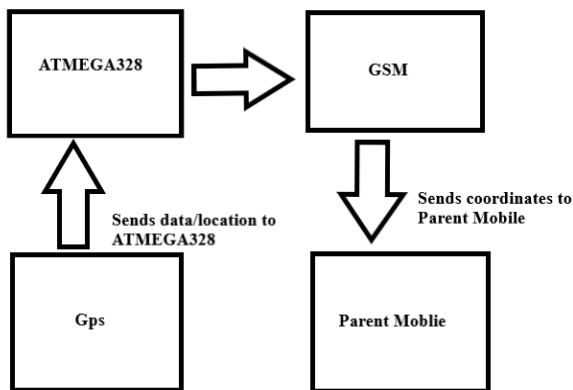 ATMEGA328
GSM
Sends data/location to
ATMEGA328
Sends coordinates to
Parent Mobile
Gps
Parent Moblie